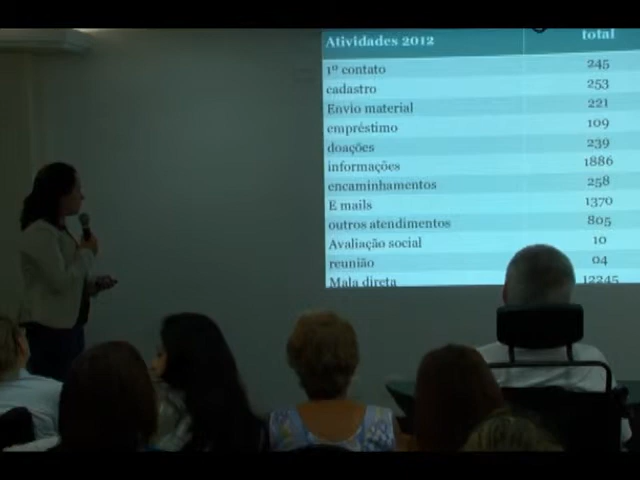 Atividades 2012 total
1º contato 245
cadastro 253
Envio material 221
empréstimo 109
doações 239
informações 1886
encaminhamentos 258
E mails 1370
outros atendimentos 805
Avaliação social 10
reunião 04
Mala direta 12245